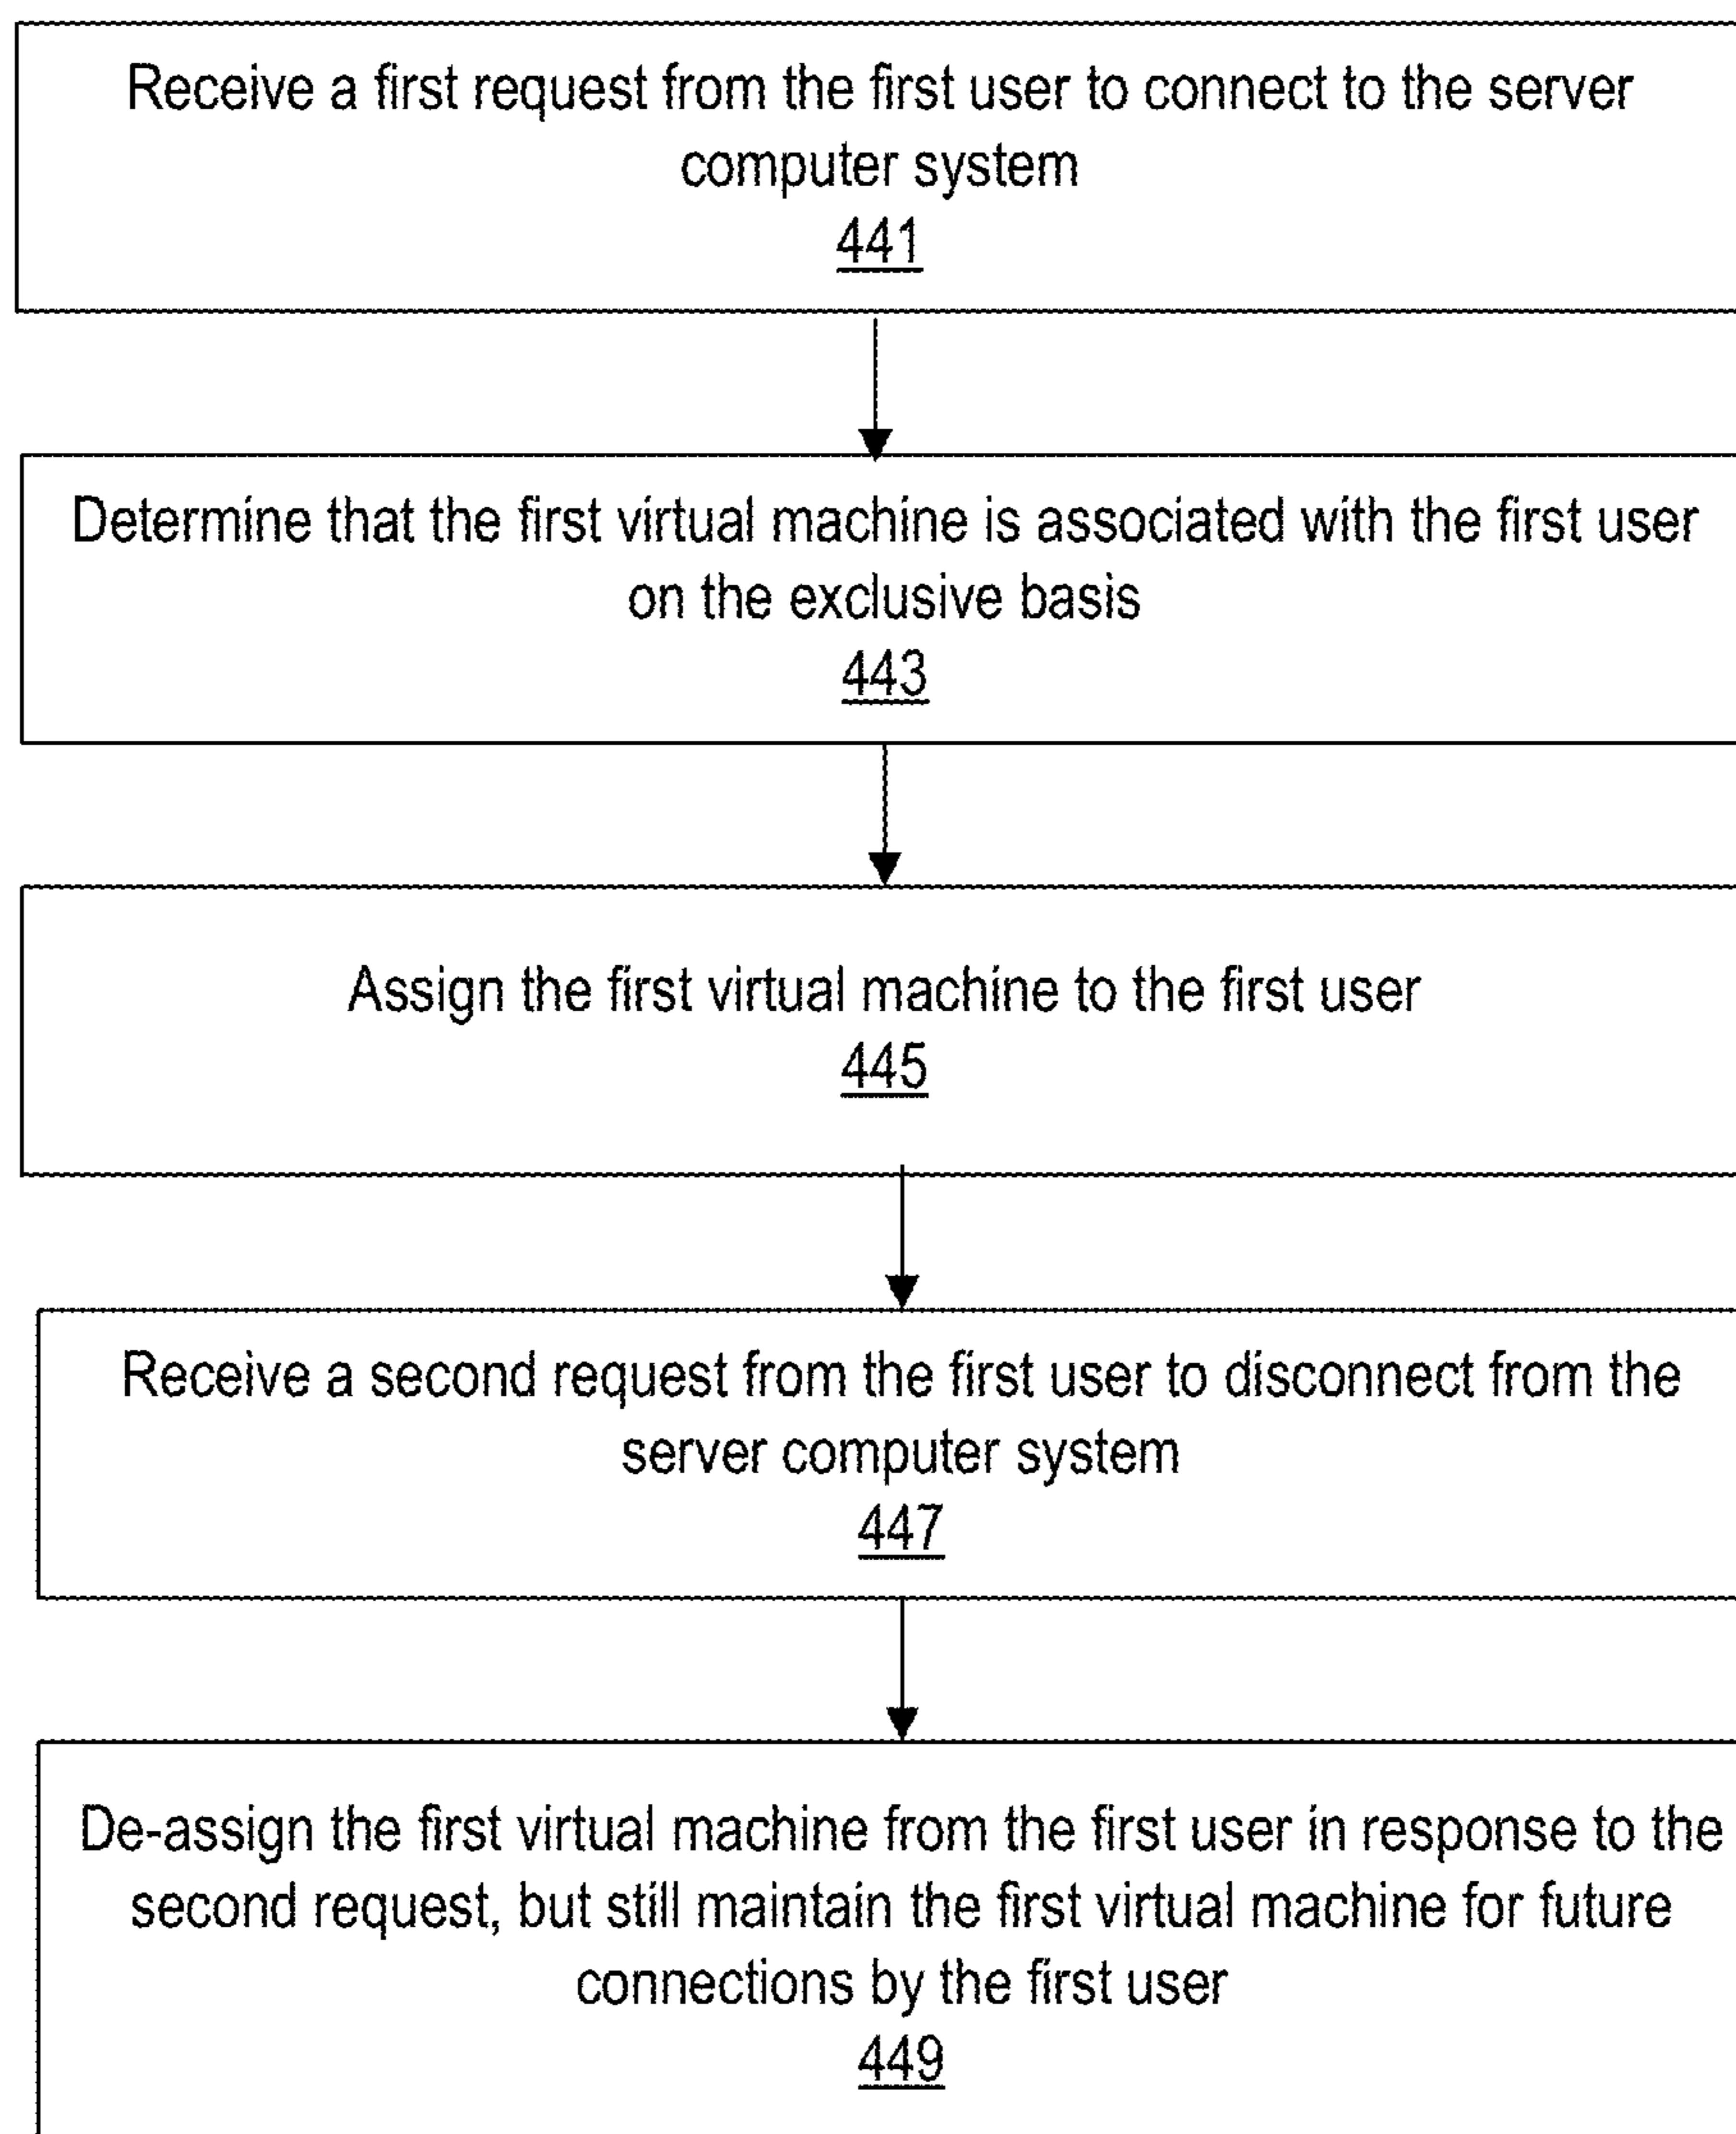 Receive a first request from the first user to connect to the server
computer system
441
Determine that the first virtual machine is associated with the first user
on the exclusive basis
443
Assign the first virtual machine to the first user
445
Receive a second request from the first user to disconnect from the
server computer system
447
De-assign the first virtual machine from the first user in response to the
second request, but still maintain the first virtual machine for future
connections by the first user
449